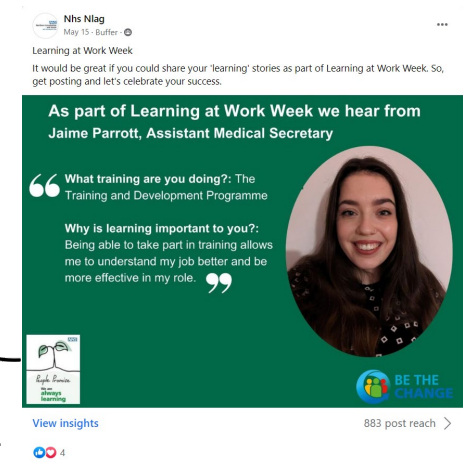 Nhs Nlag
May 15 · Buffer ·
Learning at Work Week
It would be great if you could share your 'learning' stories as part of Learning at Work Week. So,
get posting and let's celebrate your success.
As part of Learning at Work Week we hear from
Jaime Parrott, Assistant Medical Secretary
What training are you doing?: The
Training and Development Programme
Why is learning important to you?:
Being able to take part in training allows
me to understand my job better and be
more effective in my role.
NHS
People Promise
We are
always
learning
BE THE
CHANGE
View insights
883 post reach
4